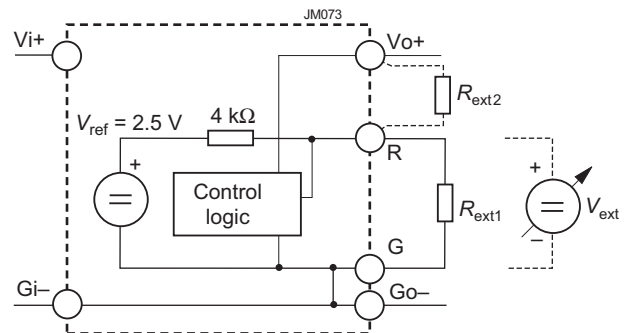 JM073
Vi+
Vo+
Rext2
Vref = 2.5 V
4 kΩ
R
+
+
Control
logic
Rext1
Vext
–
G
Gi–
Go–